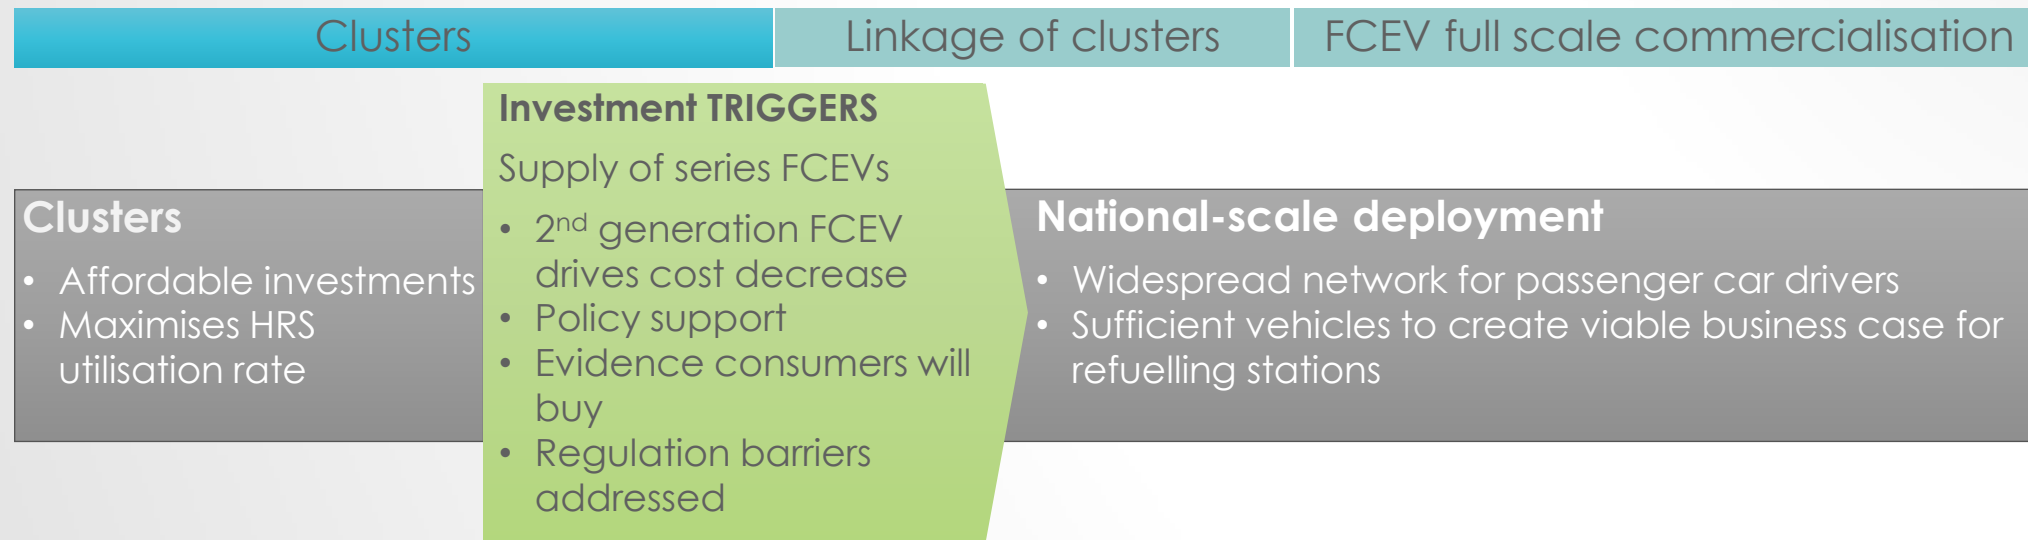 Clusters
Linkage of clusters
FCEV full scale commercialisation
Investment TRIGGERS
Supply of series FCEVs
• 2nd generation FCEV
drives cost decrease
• Policy support
• Evidence consumers will
buy
• Regulation barriers
addressed
Clusters
• Affordable investments
• Maximises HRS
utilisation rate
National-scale deployment
• Widespread network for passenger car drivers
• Sufficient vehicles to create viable business case for
refuelling stations